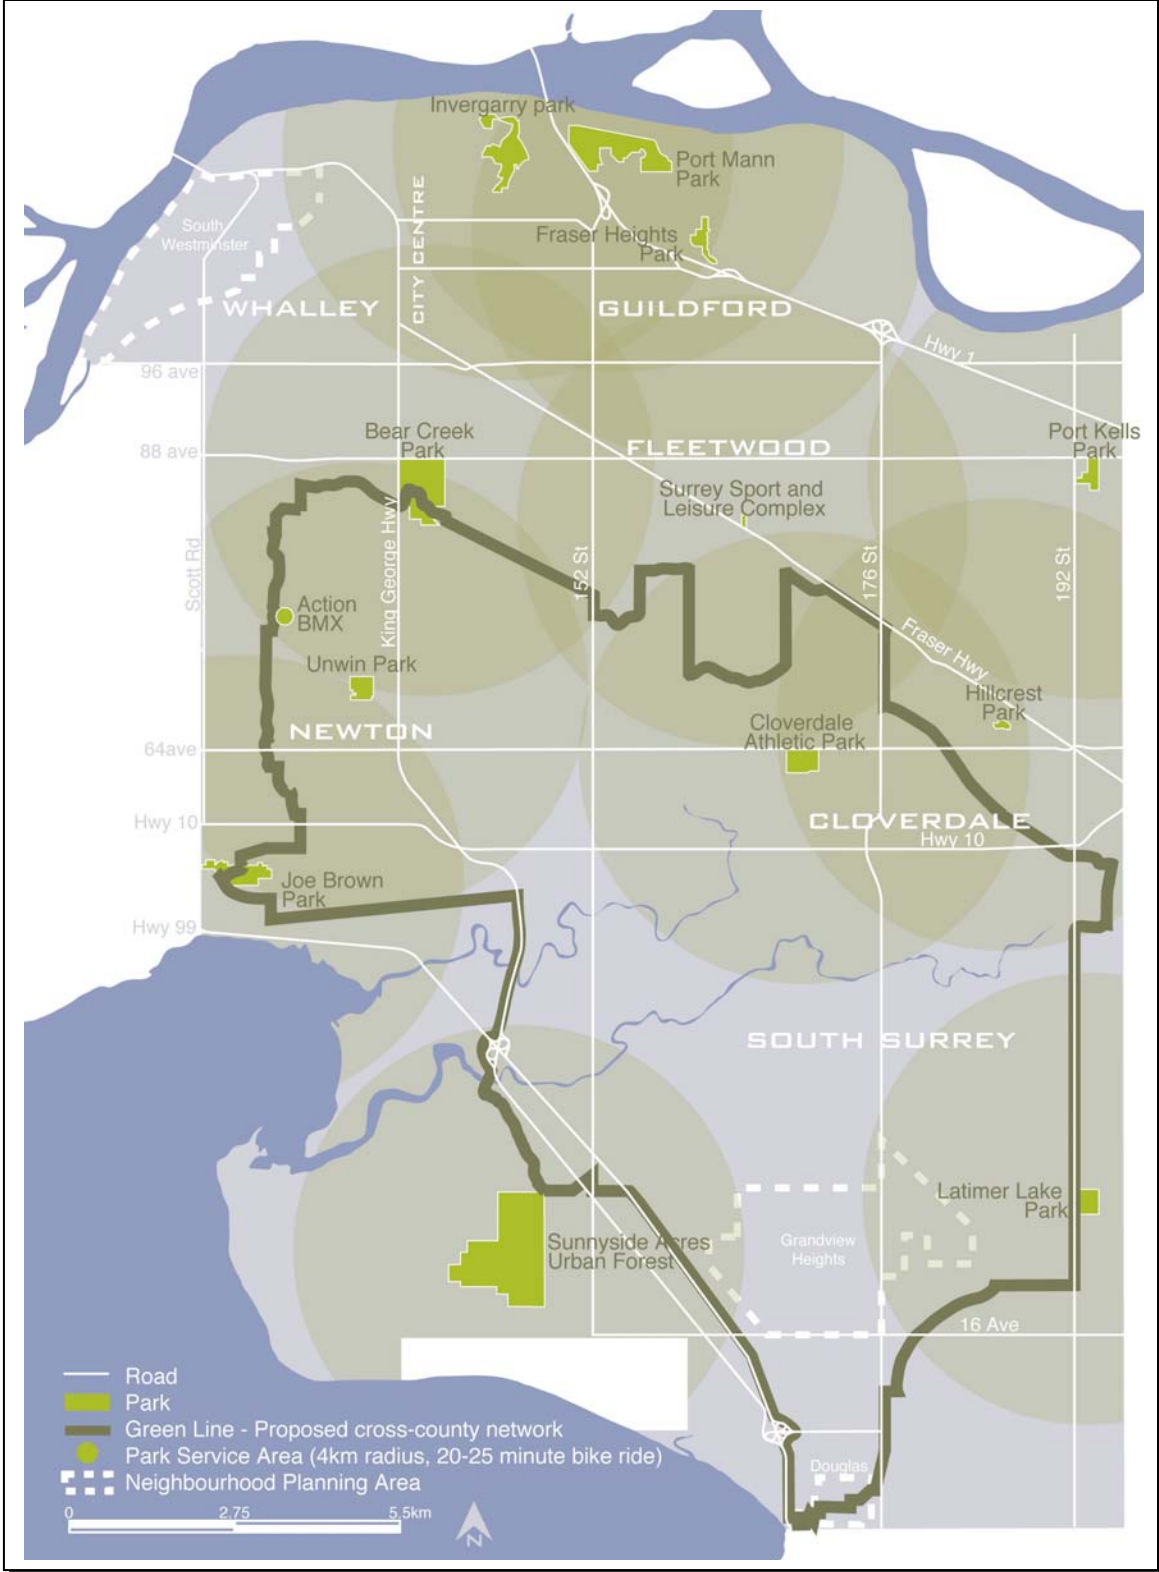 Invergarry park
Port Mann
Park
CITY CENTRE
South
Westminster
Fraser Heights
Park
WHALLEY
GUILDFORD
Hwy 1
96 ave
Bear Creek
Park
Port Kells
Park
88 ave
FLEETWOOD
Surrey Sport and
Leisure Complex
Scott Rd
King George Hwy
152 St
176 St
192 St
Action
BMX
Fraser Hwy
Unwin Park
Hillcrest
Park
NEWTON
Cloverdale
Athletic Park
64ave
Hwy 10
CLOVERDALE
Hwy 10
Joe Brown
Park
Hwy 99
SOUTH SURREY
Latimer Lake
Park
Sunnyside Acres
Urban Forest
Grandview
Heights
16 Ave
Road
Park
Green Line - Proposed cross-county network
Park Service Area (4km radius, 20-25 minute bike ride)
Neighbourhood Planning Area
Douglas
0 2.75 5.5km
N